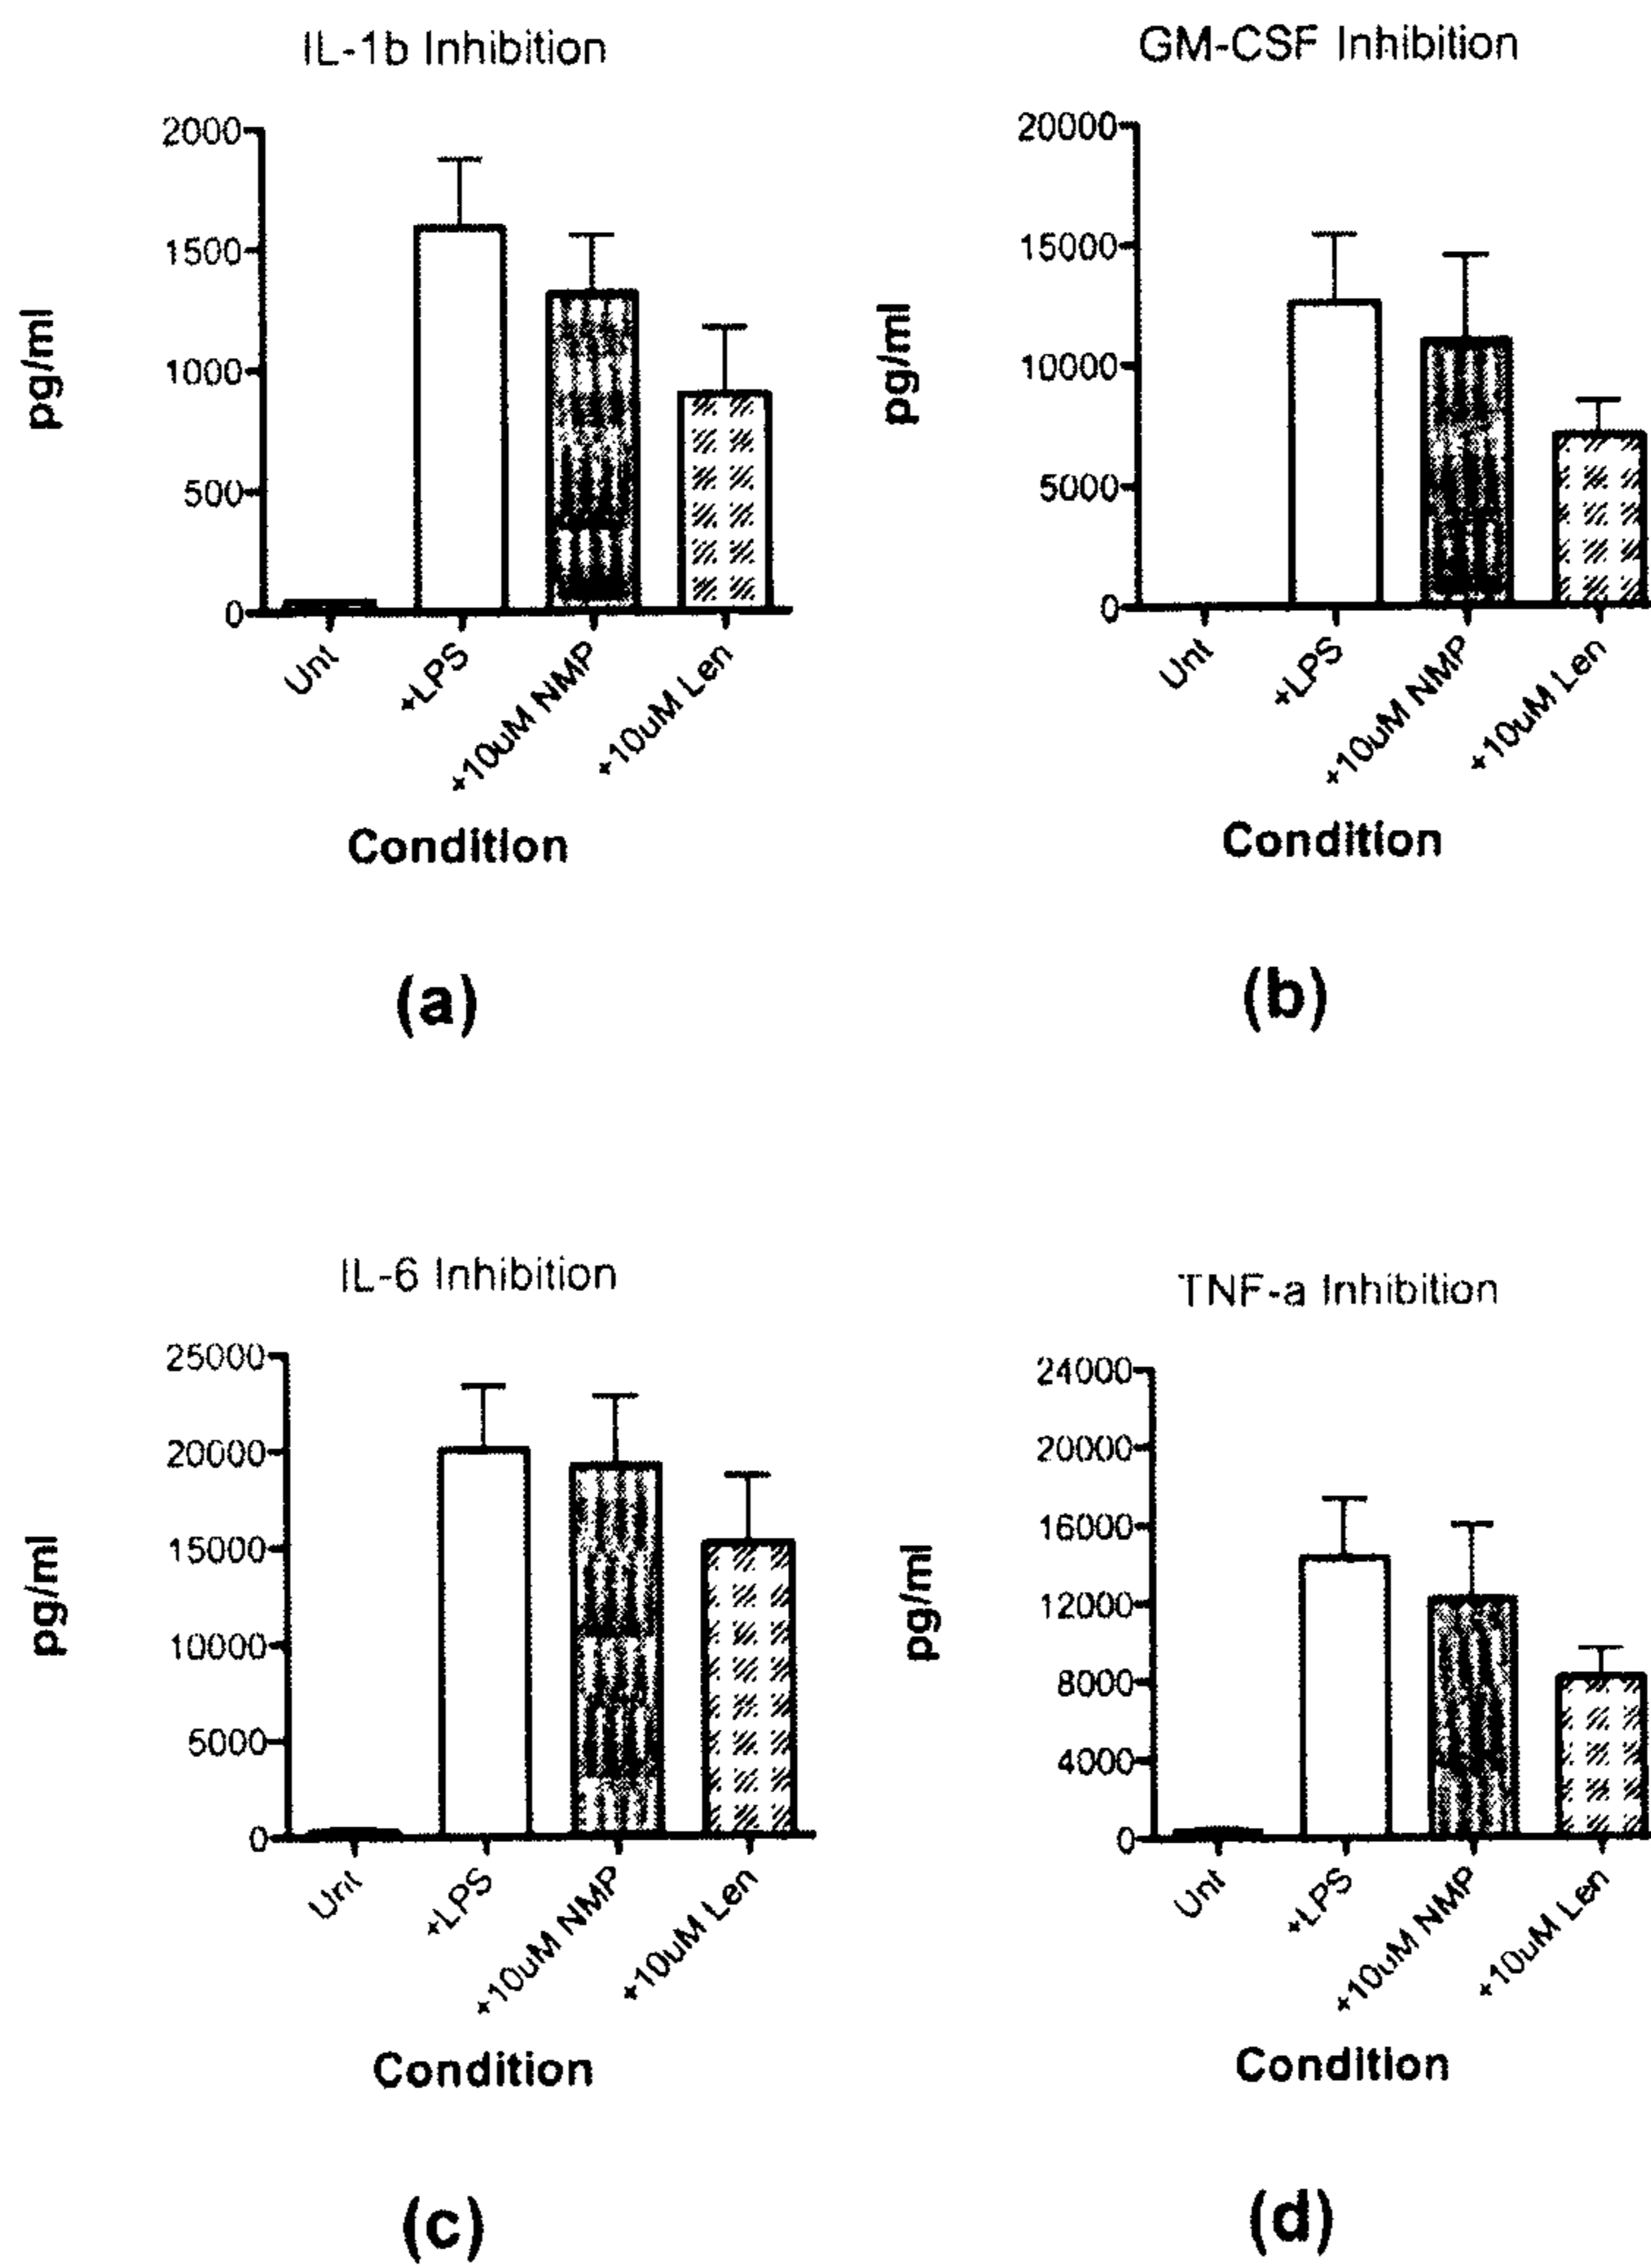 IL-1b Inhibition
2000
1500
1000
500
0
pg/ml
Unt
+LPS
+10uM NMP
+10uM Len
Condition
(a)
GM-CSF Inhibition
20000
15000
10000
5000
0
pg/ml
Unt
+LPS
+10uM NMP
+10uM Len
Condition
(b)
IL-6 Inhibition
25000
20000
15000
10000
5000
0
pg/ml
Unt
+LPS
+10uM NMP
+10uM Len
Condition
(c)
TNF-a Inhibition
24000
20000
16000
12000
8000
4000
0
pg/ml
Unt
+LPS
+10uM NMP
+10uM Len
Condition
(d)